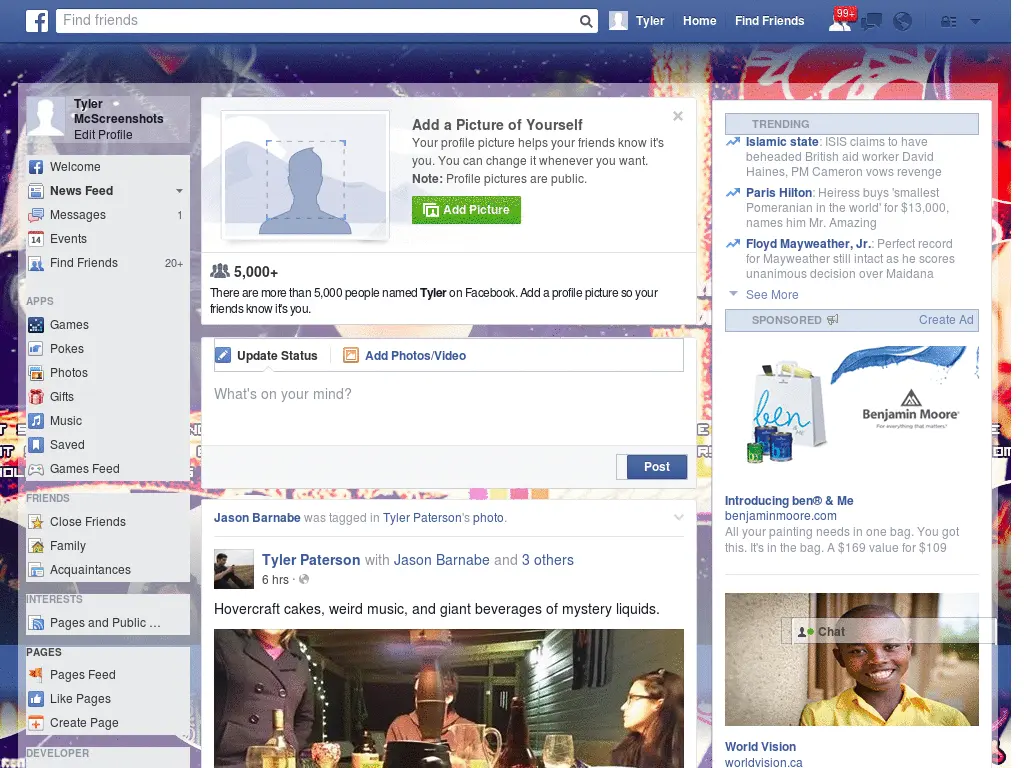 Find friends
Tyler
Home
Find Friends
99+
Tyler
McScreenshots
Edit Profile
Welcome
News Feed
Messages 1
14 Events
Find Friends 20+
APPS
Games
Pokes
Photos
Gifts
Music
Saved
Games Feed
FRIENDS
Close Friends
Family
Acquaintances
INTERESTS
Pages and Public ...
PAGES
Pages Feed
Like Pages
Create Page
DEVELOPER
Add a Picture of Yourself
Your profile picture helps your friends know it's
you. You can change it whenever you want.
Note: Profile pictures are public.
Add Picture
5,000+
There are more than 5,000 people named Tyler on Facebook. Add a profile picture so your
friends know it's you.
Update Status
Add Photos/Video
What's on your mind?
Post
Jason Barnabe was tagged in Tyler Paterson's photo.
Tyler Paterson with Jason Barnabe and 3 others
6 hrs ·
Hovercraft cakes, weird music, and giant beverages of mystery liquids.
TRENDING
Islamic state: ISIS claims to have
beheaded British aid worker David
Haines, PM Cameron vows revenge
Paris Hilton: Heiress buys 'smallest
Pomeranian in the world' for $13,000,
names him Mr. Amazing
Floyd Mayweather, Jr.: Perfect record
for Mayweather still intact as he scores
unanimous decision over Maidana
See More
SPONSORED
Create Ad
ben
& ME
Benjamin Moore®
For everything that matters.®
Introducing ben® & Me
benjaminmoore.com
All your painting needs in one bag. You got
this. It's in the bag. A $169 value for $109
Chat
World Vision
worldvision.ca